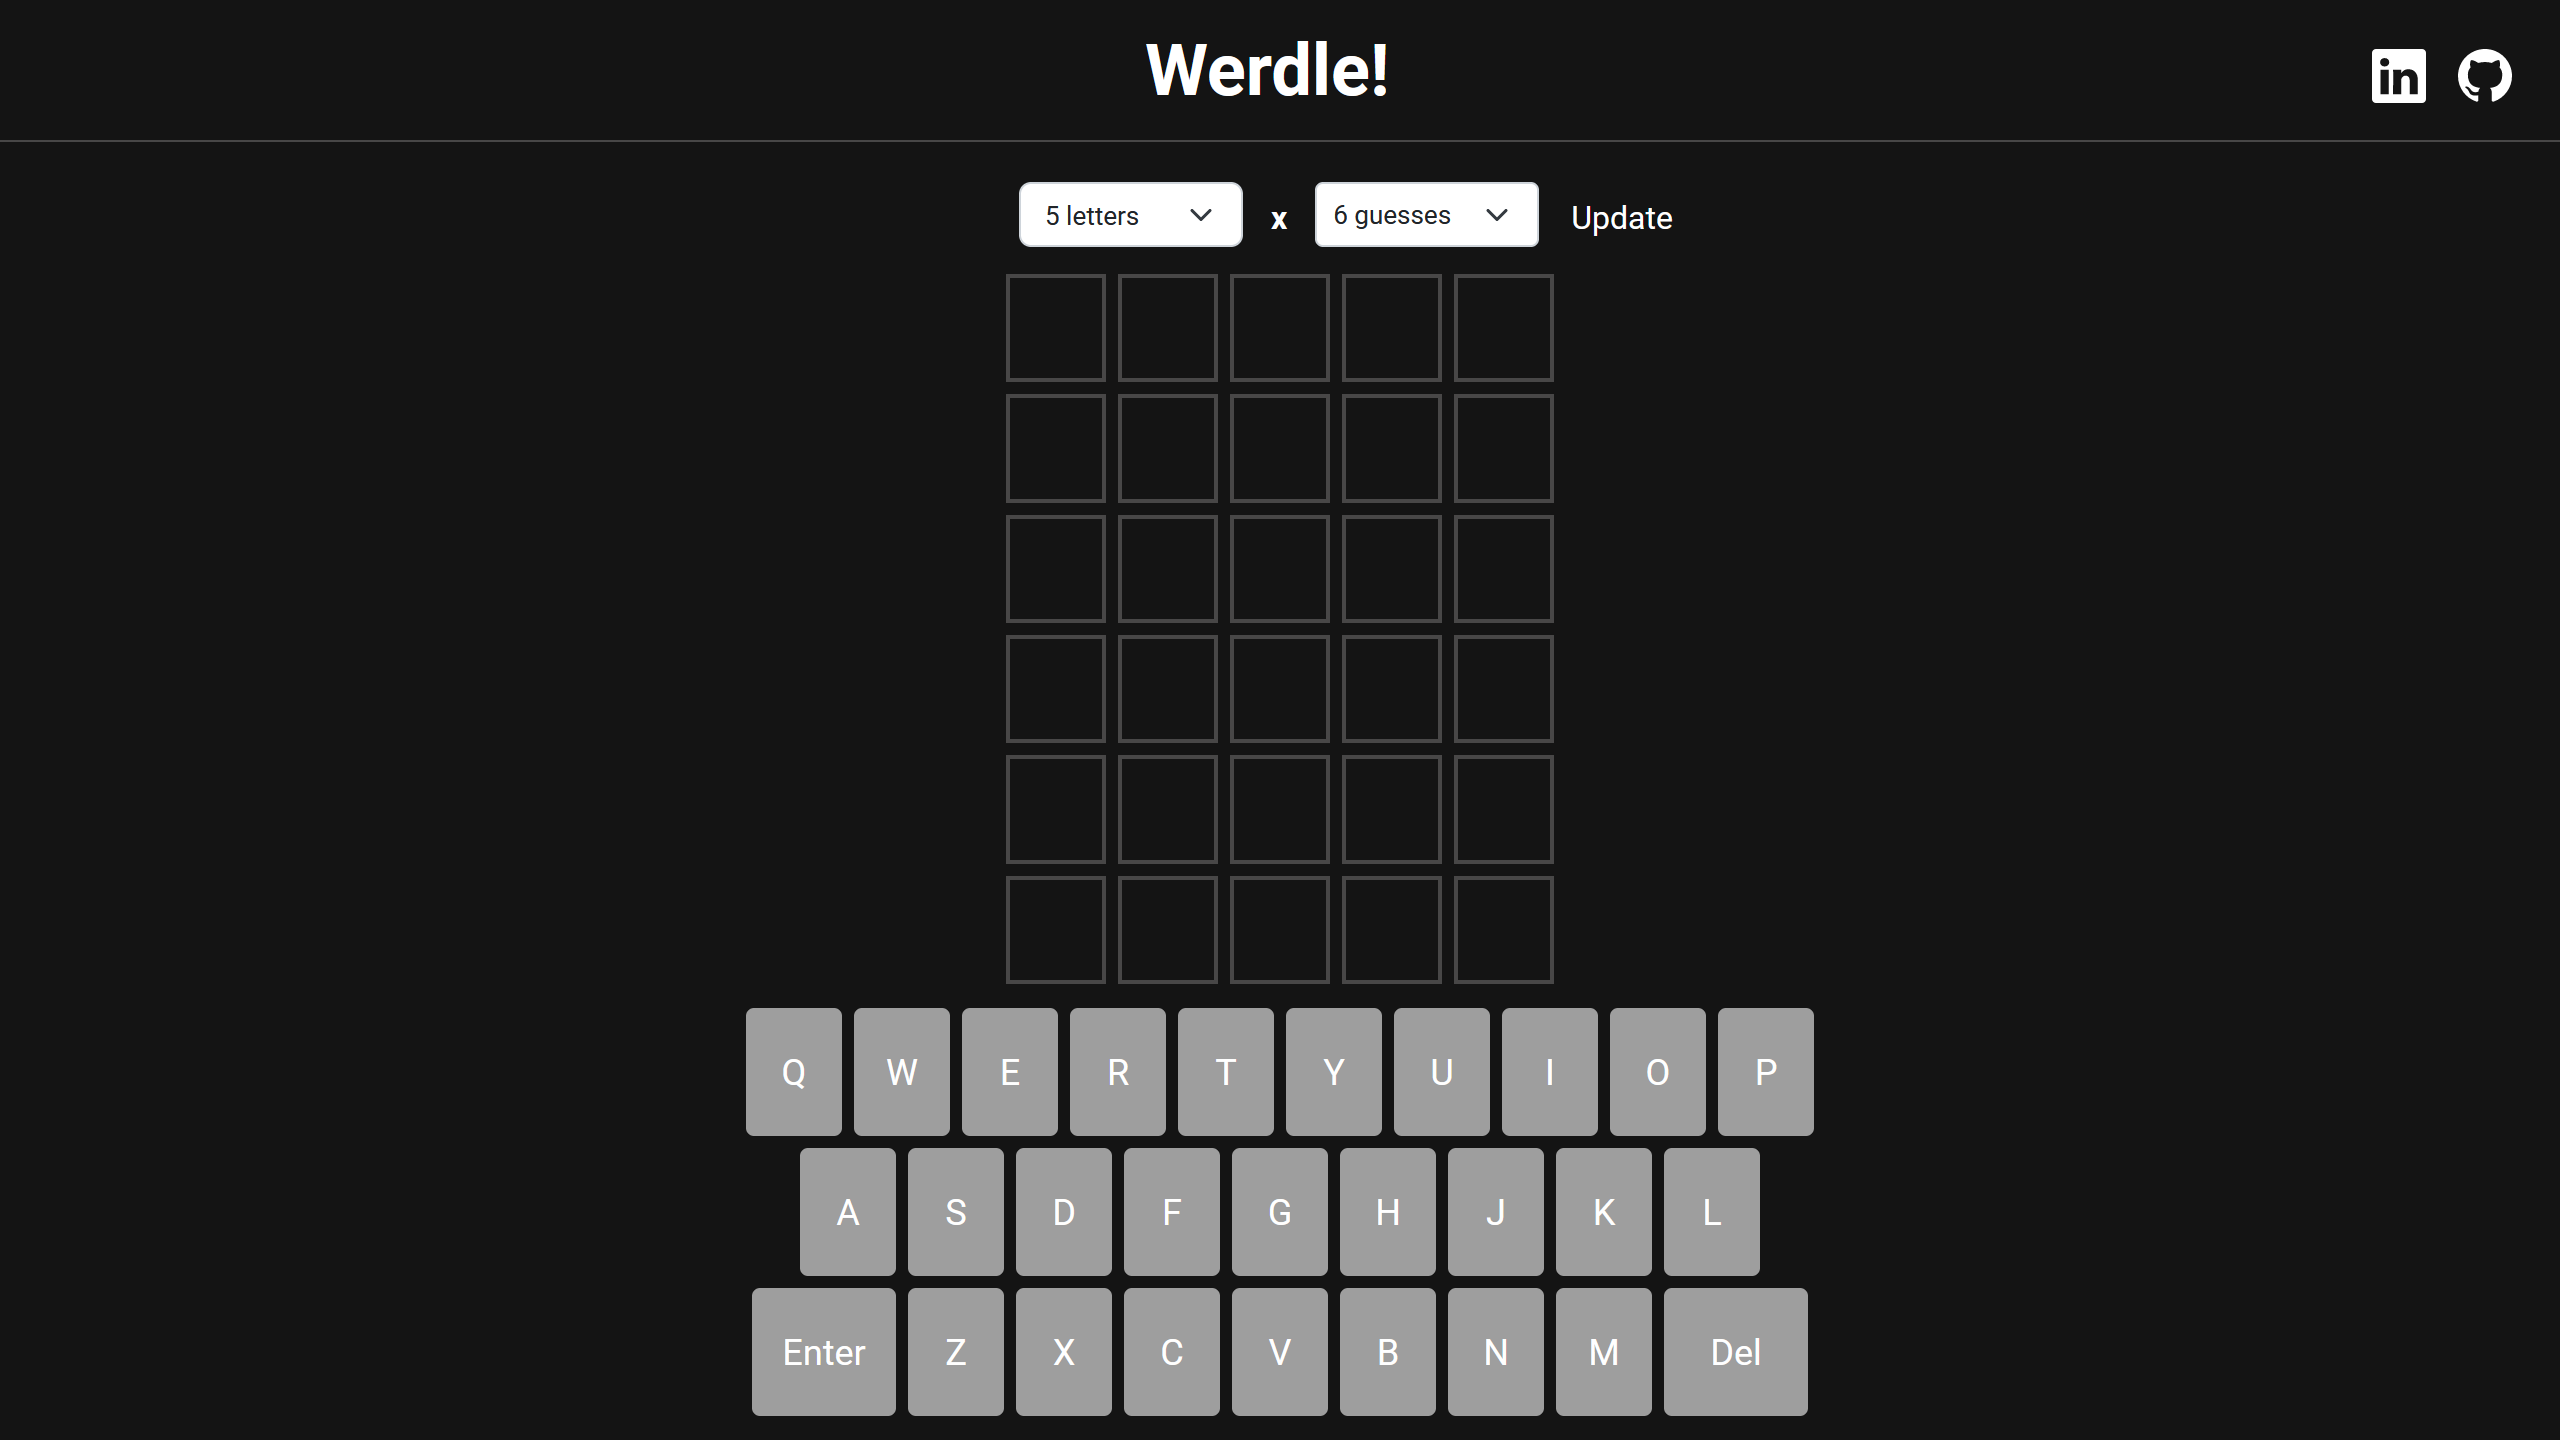 Werdle!
in
5 letters x 6 guesses Update
Q W E R T Y U I O P
A S D F G H J K L
Enter Z X C V B N M Del